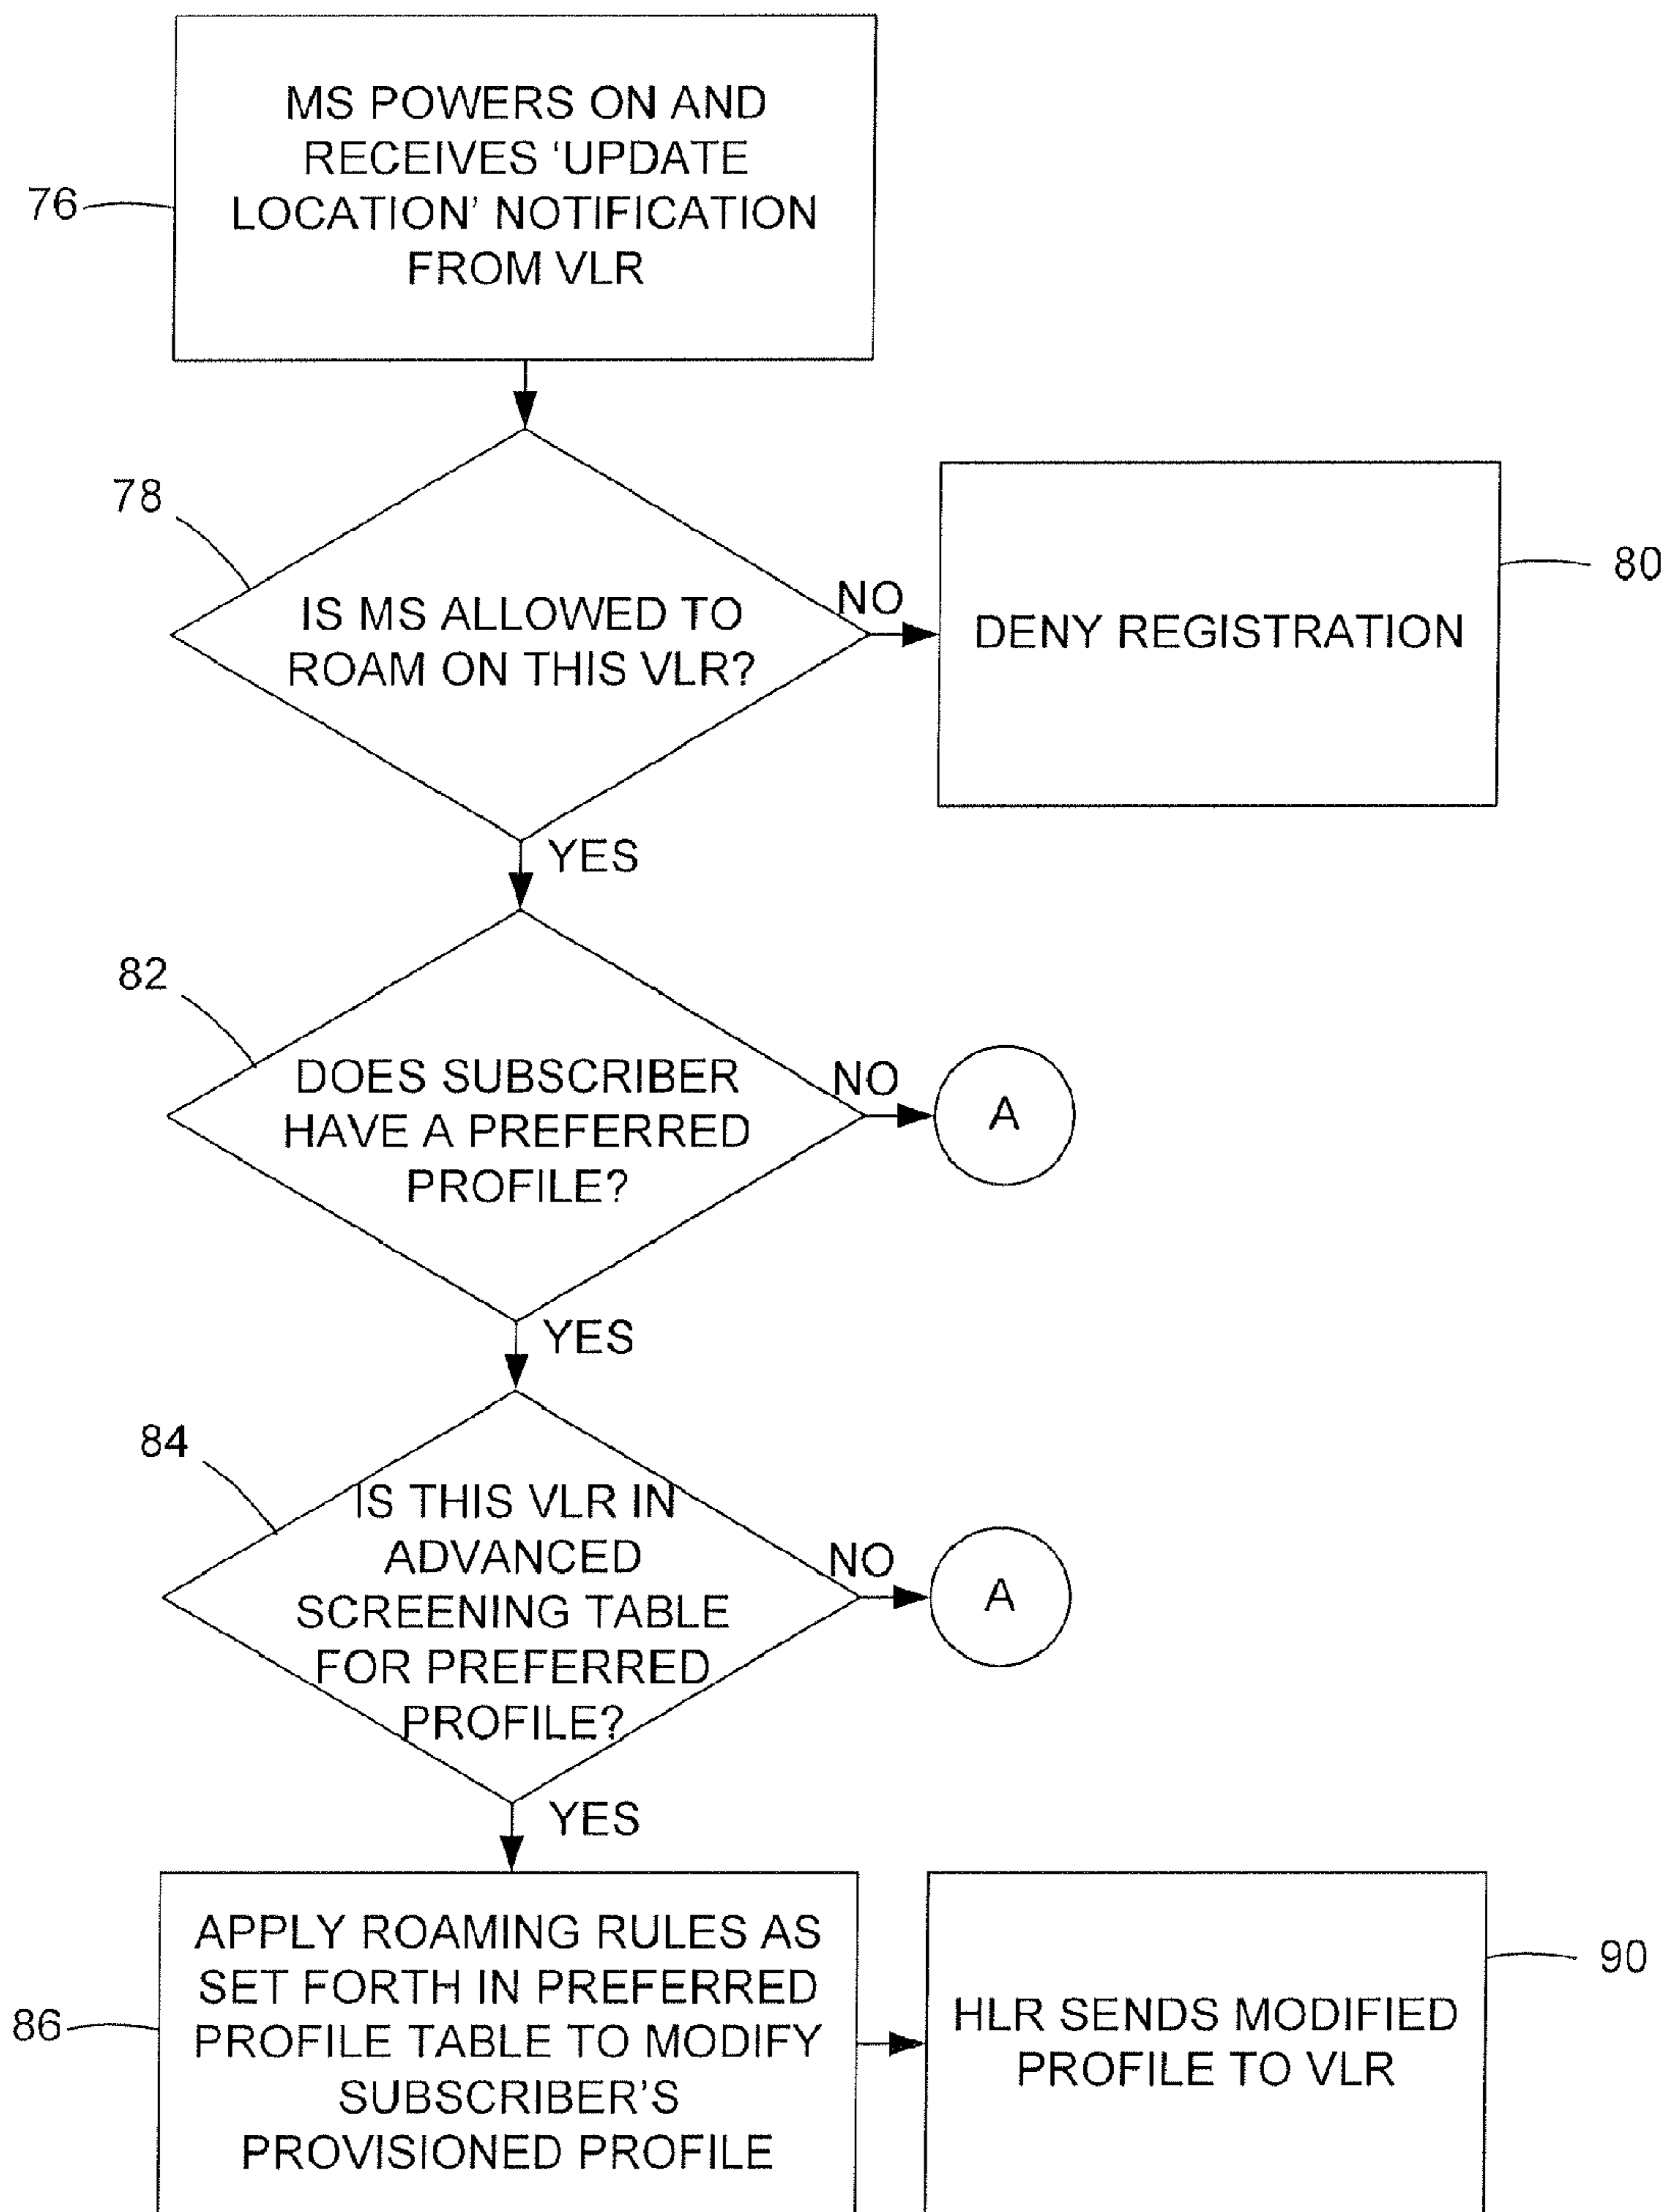 MS POWERS ON AND
RECEIVES ‘UPDATE
LOCATION’ NOTIFICATION
FROM VLR
76
78
IS MS ALLOWED TO
ROAM ON THIS VLR?
NO
DENY REGISTRATION
80
YES
82
DOES SUBSCRIBER
HAVE A PREFERRED
PROFILE?
NO
A
YES
84
IS THIS VLR IN
ADVANCED
SCREENING TABLE
FOR PREFERRED
PROFILE?
NO
A
YES
86
APPLY ROAMING RULES AS
SET FORTH IN PREFERRED
PROFILE TABLE TO MODIFY
SUBSCRIBER’S
PROVISIONED PROFILE
HLR SENDS MODIFIED
PROFILE TO VLR
90